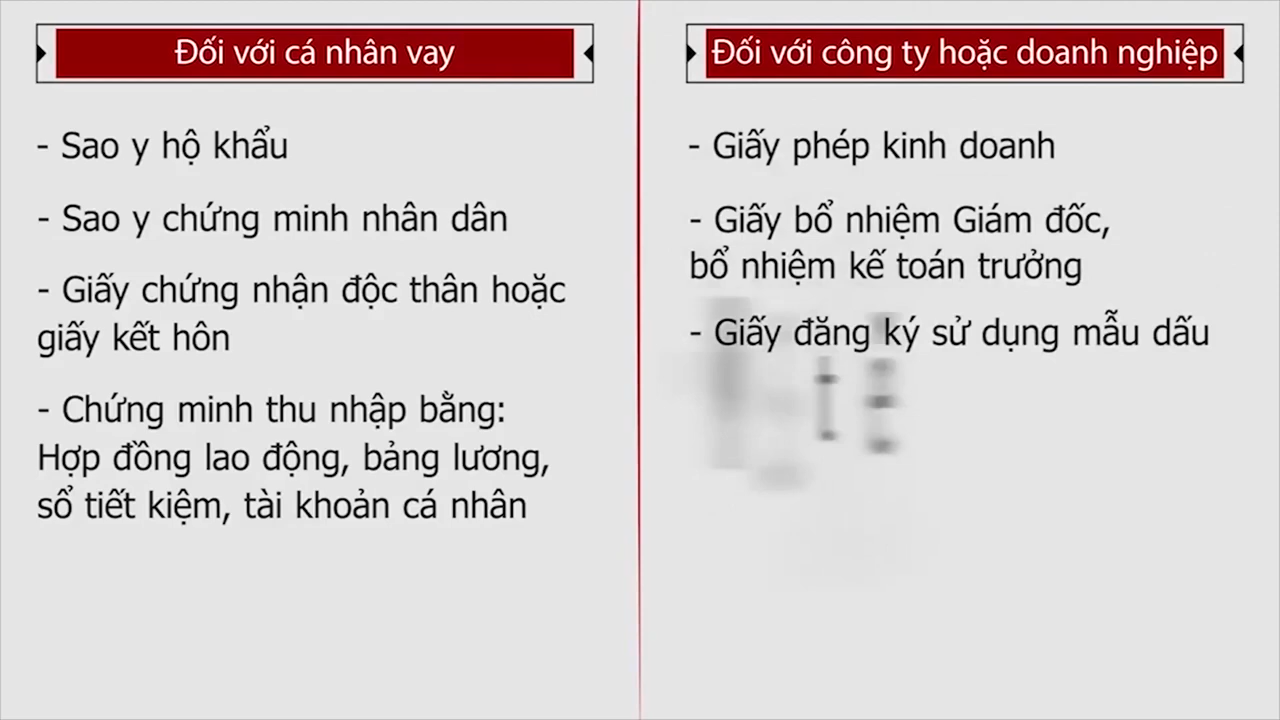 Đối với cá nhân vay
- Sao y hộ khẩu
- Sao y chứng minh nhân dân
- Giấy chứng nhận độc thân hoặc
giấy kết hôn
- Chứng minh thu nhập bằng:
Hợp đồng lao động, bảng lương,
sổ tiết kiệm, tài khoản cá nhân
Đối với công ty hoặc doanh nghiệp
- Giấy phép kinh doanh
- Giấy bổ nhiệm Giám đốc,
bổ nhiệm kế toán trưởng
- Giấy đăng ký sử dụng mẫu dấu